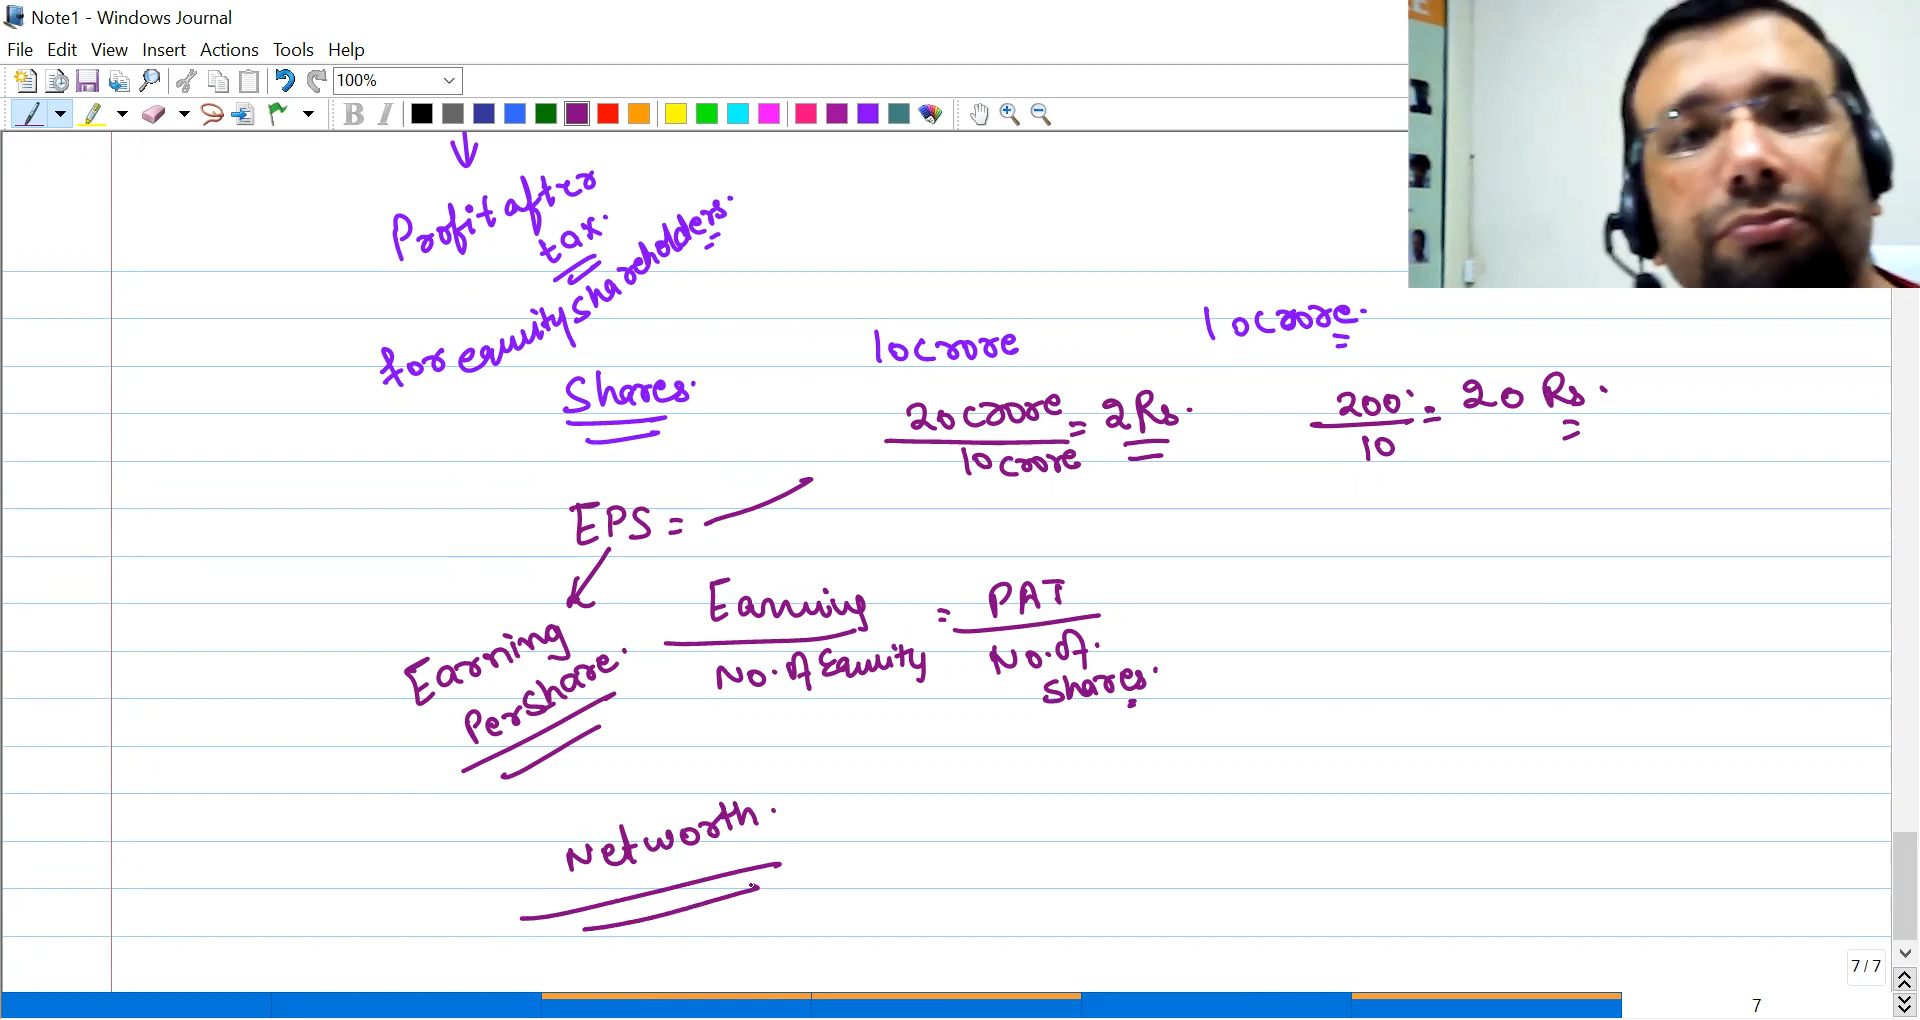 Note1 - Windows Journal
File Edit View Insert Actions Tools Help
100%
B I
Profit after
tax.
for equity shareholders.
Shares.
10 crore
10 crore.
20 crore = 2 Rs.
10 crore
200 = 20 Rs.
10
EPS =
Earning
Per Share.
Earning = PAT
No. of Equity
No. of.
Shares.
Networth.
7 / 7
7